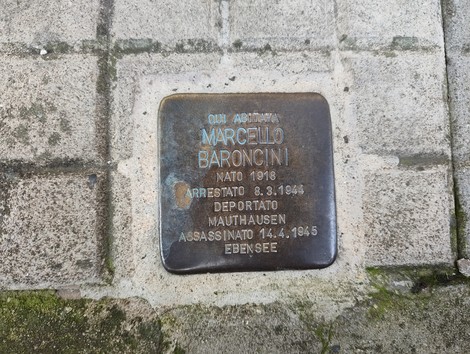 QUI ABITAVA
MARCELLO
BARONCINI
NATO 1918
ARRESTATO 8.3.1944
DEPORTATO
MAUTHAUSEN
ASSASSINATO 14.4.1945
EBENSEE